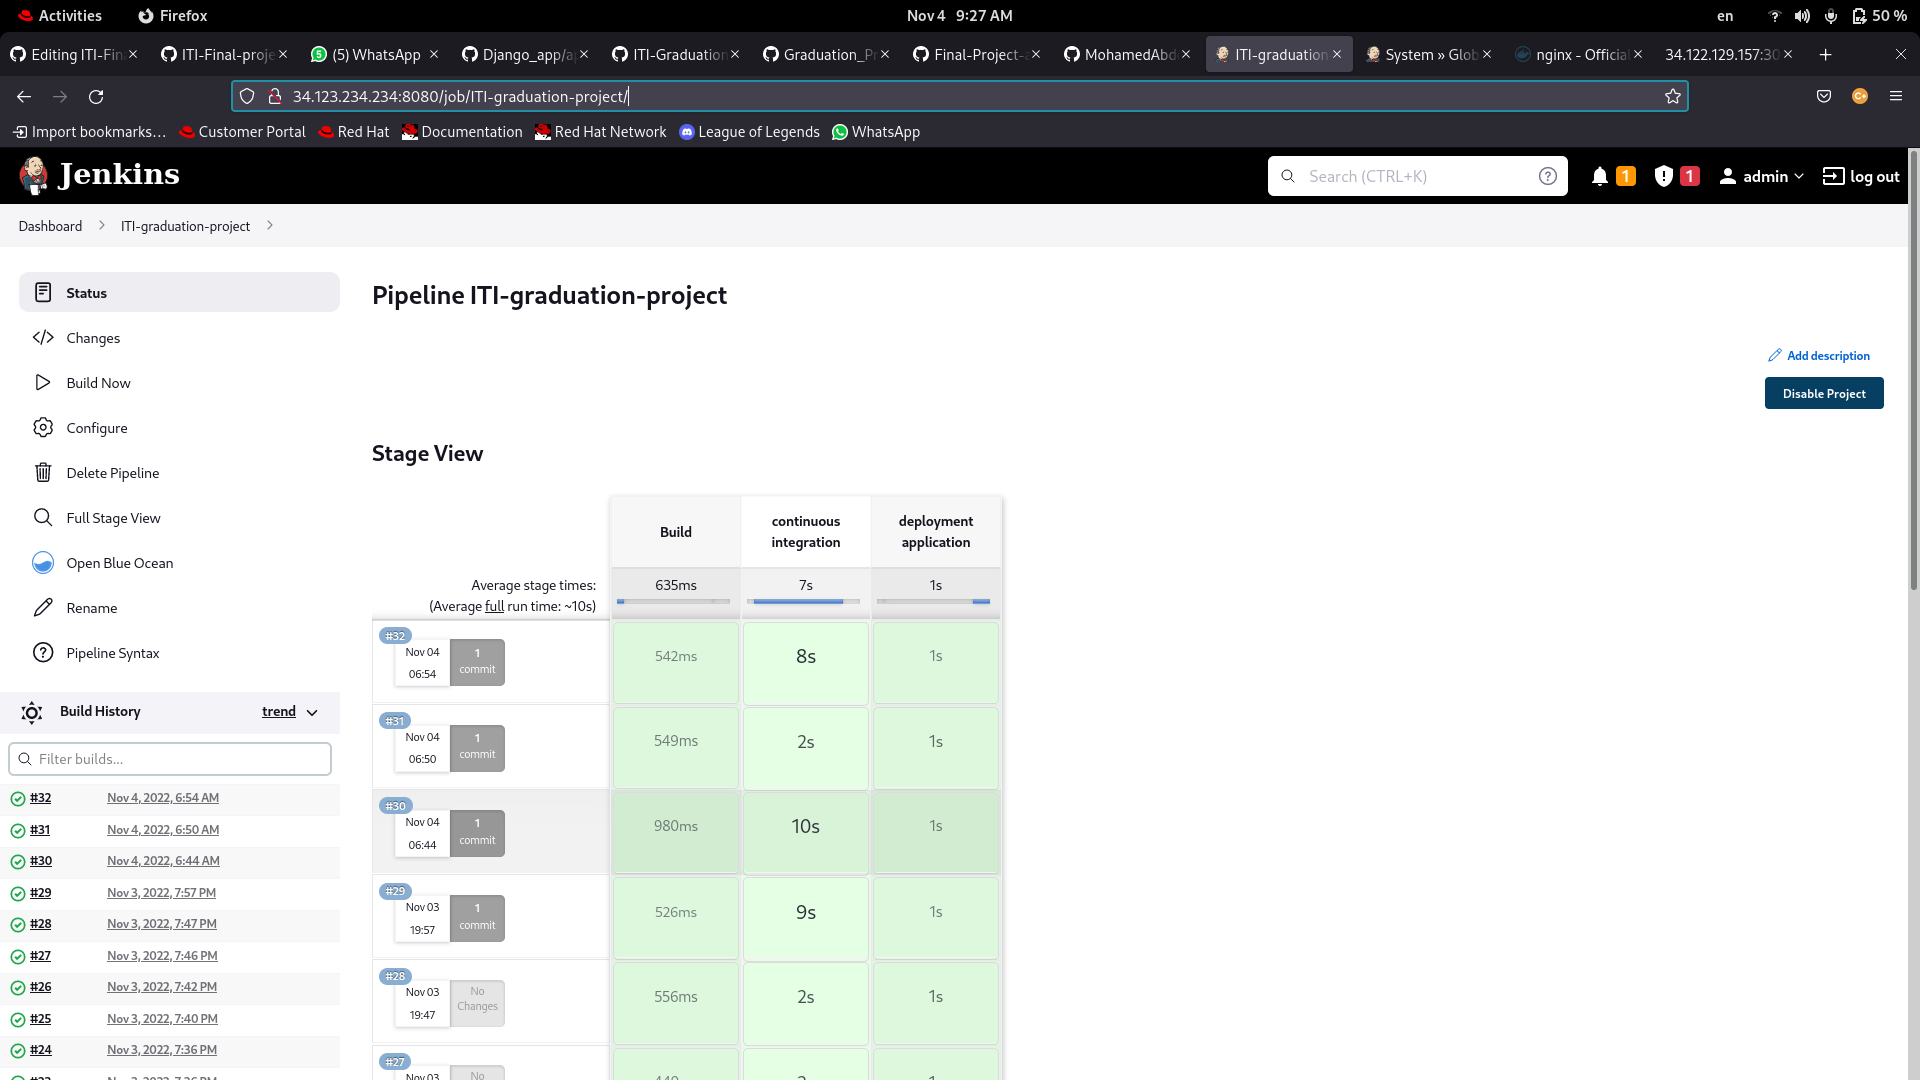 Activities
Firefox
Nov 4 9:27 AM
en
50 %
Editing ITI-Fin
ITI-Final-proje
(5) WhatsApp
Django_app/a
ITI-Graduation
Graduation_P
Final-Project-
MohamedAbd
ITI-graduation
System » Glob
nginx - Official
34.122.129.157:30
34.123.234.234:8080/job/ITI-graduation-project/
Import bookmarks...
Customer Portal
Red Hat
Documentation
Red Hat Network
League of Legends
WhatsApp
Jenkins
Search (CTRL+K)
1
1
admin
log out
Dashboard
ITI-graduation-project
Status
Changes
Build Now
Configure
Delete Pipeline
Full Stage View
Open Blue Ocean
Rename
Pipeline Syntax
Build History
trend
Filter builds...
#32 Nov 4, 2022, 6:54 AM
#31 Nov 4, 2022, 6:50 AM
#30 Nov 4, 2022, 6:44 AM
#29 Nov 3, 2022, 7:57 PM
#28 Nov 3, 2022, 7:47 PM
#27 Nov 3, 2022, 7:46 PM
#26 Nov 3, 2022, 7:42 PM
#25 Nov 3, 2022, 7:40 PM
#24 Nov 3, 2022, 7:36 PM
Pipeline ITI-graduation-project
Add description
Disable Project
Stage View
Build
continuous
integration
deployment
application
Average stage times:
(Average full run time: ~10s)
635ms
7s
1s
#32
Nov 04
06:54
1
commit
542ms
8s
1s
#31
Nov 04
06:50
1
commit
549ms
2s
1s
#30
Nov 04
06:44
1
commit
980ms
10s
1s
#29
Nov 03
19:57
1
commit
526ms
9s
1s
#28
Nov 03
19:47
No
Changes
556ms
2s
1s
#27
Nov 03
No